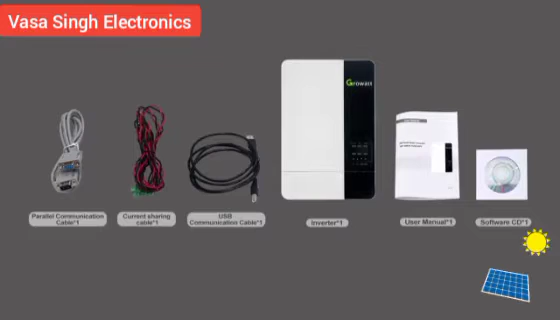 Vasa Singh Electronics
Growatt
Parallel Communication
Cable*1
Current sharing
cable*1
USB
Communication Cable*1
Inverter*1
User Manual*1
Software CD*1